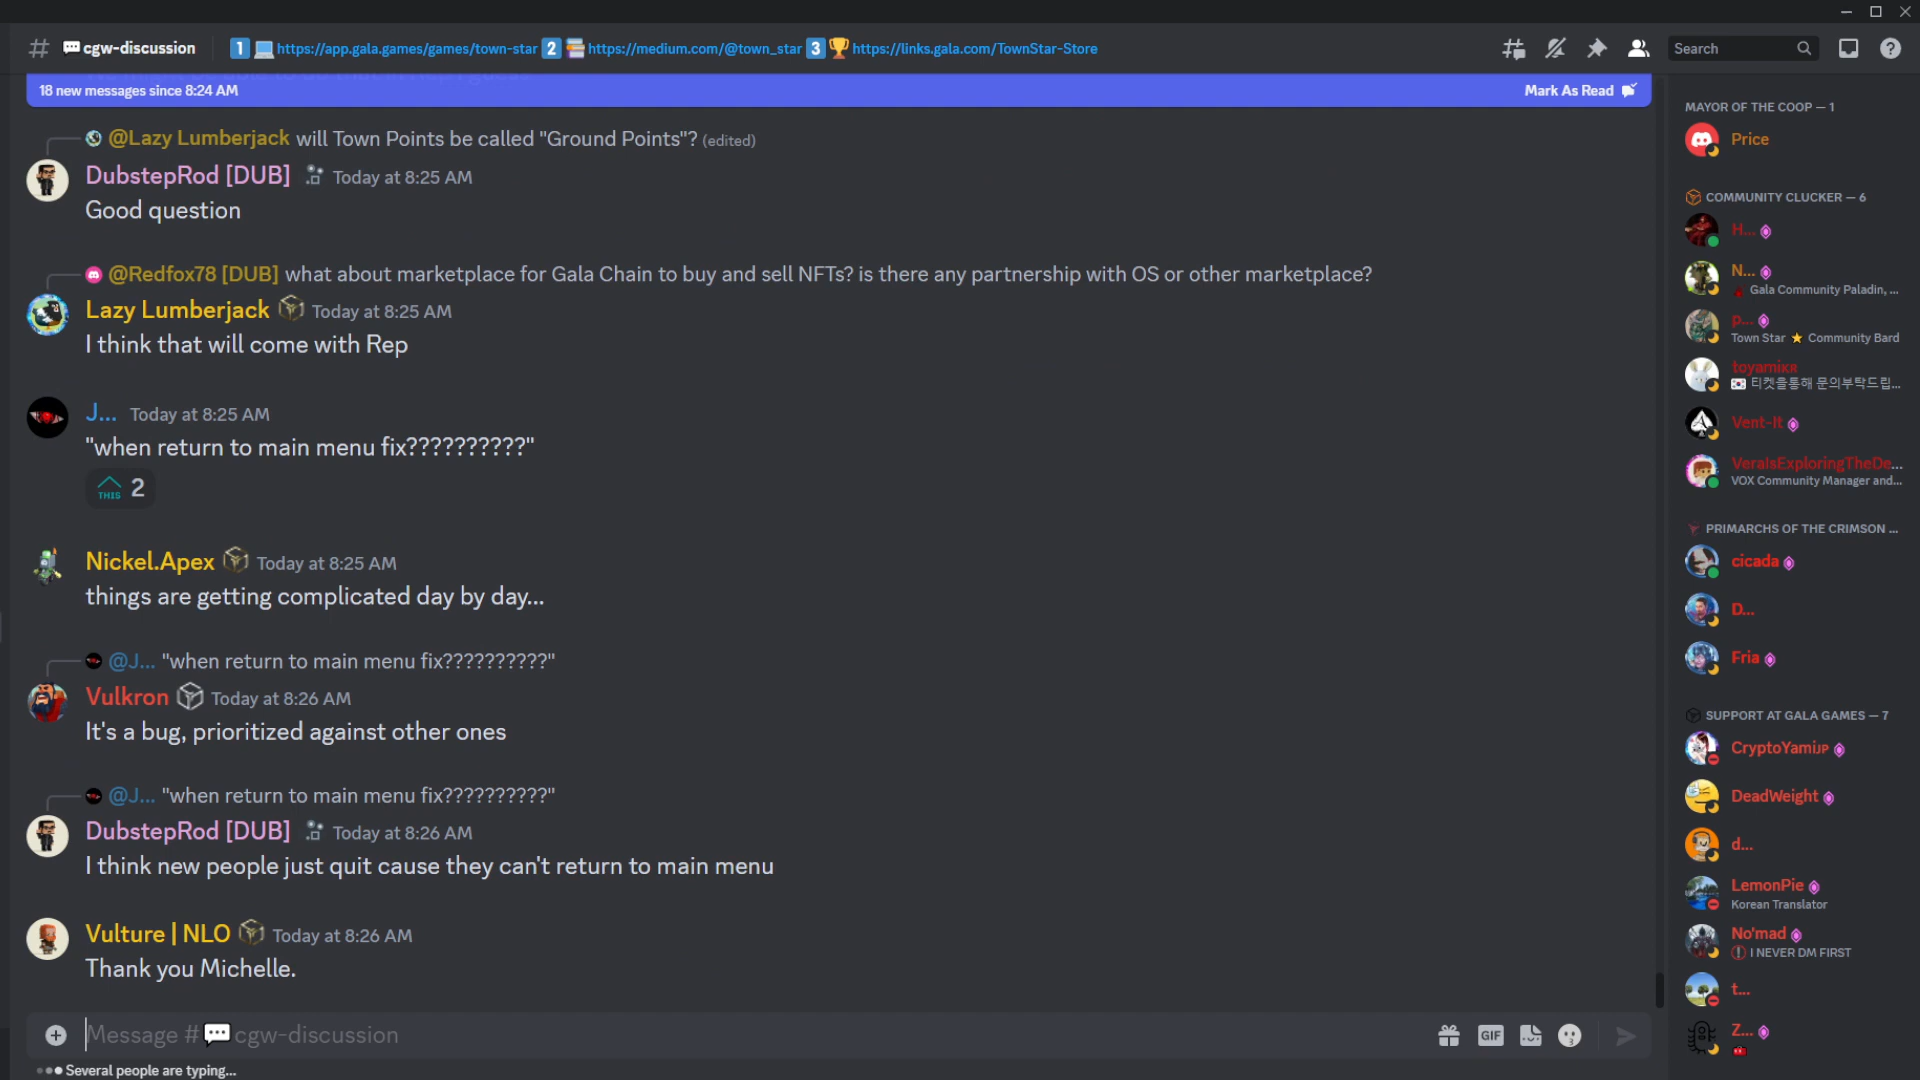 cgw-discussion
1 https://app.gala.games/games/town-star 2 https://medium.com/@town_star 3 https://links.gala.com/TownStar-Store
Search
18 new messages since 8:24 AM
Mark As Read
@Lazy Lumberjack will Town Points be called "Ground Points"? (edited)
DubstepRod [DUB] Today at 8:25 AM
Good question
@Redfox78 [DUB] what about marketplace for Gala Chain to buy and sell NFTs? is there any partnership with OS or other marketplace?
Lazy Lumberjack Today at 8:25 AM
I think that will come with Rep
J... Today at 8:25 AM
"when return to main menu fix??????????"
THIS 2
Nickel.Apex Today at 8:25 AM
things are getting complicated day by day...
@J... "when return to main menu fix??????????"
Vulkron Today at 8:26 AM
It's a bug, prioritized against other ones
@J... "when return to main menu fix??????????"
DubstepRod [DUB] Today at 8:26 AM
I think new people just quit cause they can't return to main menu
Vulture | NLO Today at 8:26 AM
Thank you Michelle.
Message # cgw-discussion
GIF
Several people are typing...
MAYOR OF THE COOP — 1
Price
COMMUNITY CLUCKER — 6
H...
N...
Gala Community Paladin, ...
p...
Town Star ⭐ Community Bard
toyamiKR
티켓을통해 문의부탁드립...
Vent-It
VeraIsExploringTheDe...
VOX Community Manager and...
PRIMARCHS OF THE CRIMSON ...
cicada
D...
Fria
SUPPORT AT GALA GAMES — 7
CryptoYamiJP
DeadWeight
d...
LemonPie
Korean Translator
No'mad
I NEVER DM FIRST
t...
Z...